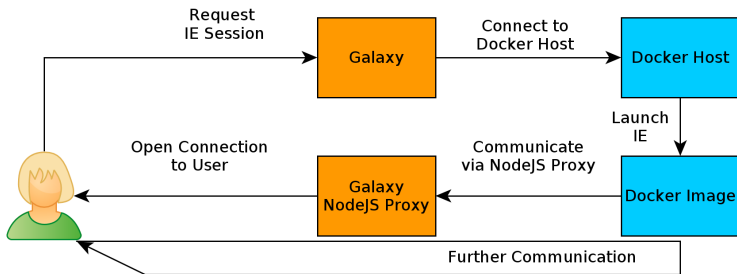 Request
IE Session
Connect to
Docker Host
Galaxy
Docker Host
Launch
IE
Open Connection
to User
Communicate
via NodeJS Proxy
Galaxy
NodeJS Proxy
Docker Image
Further Communication